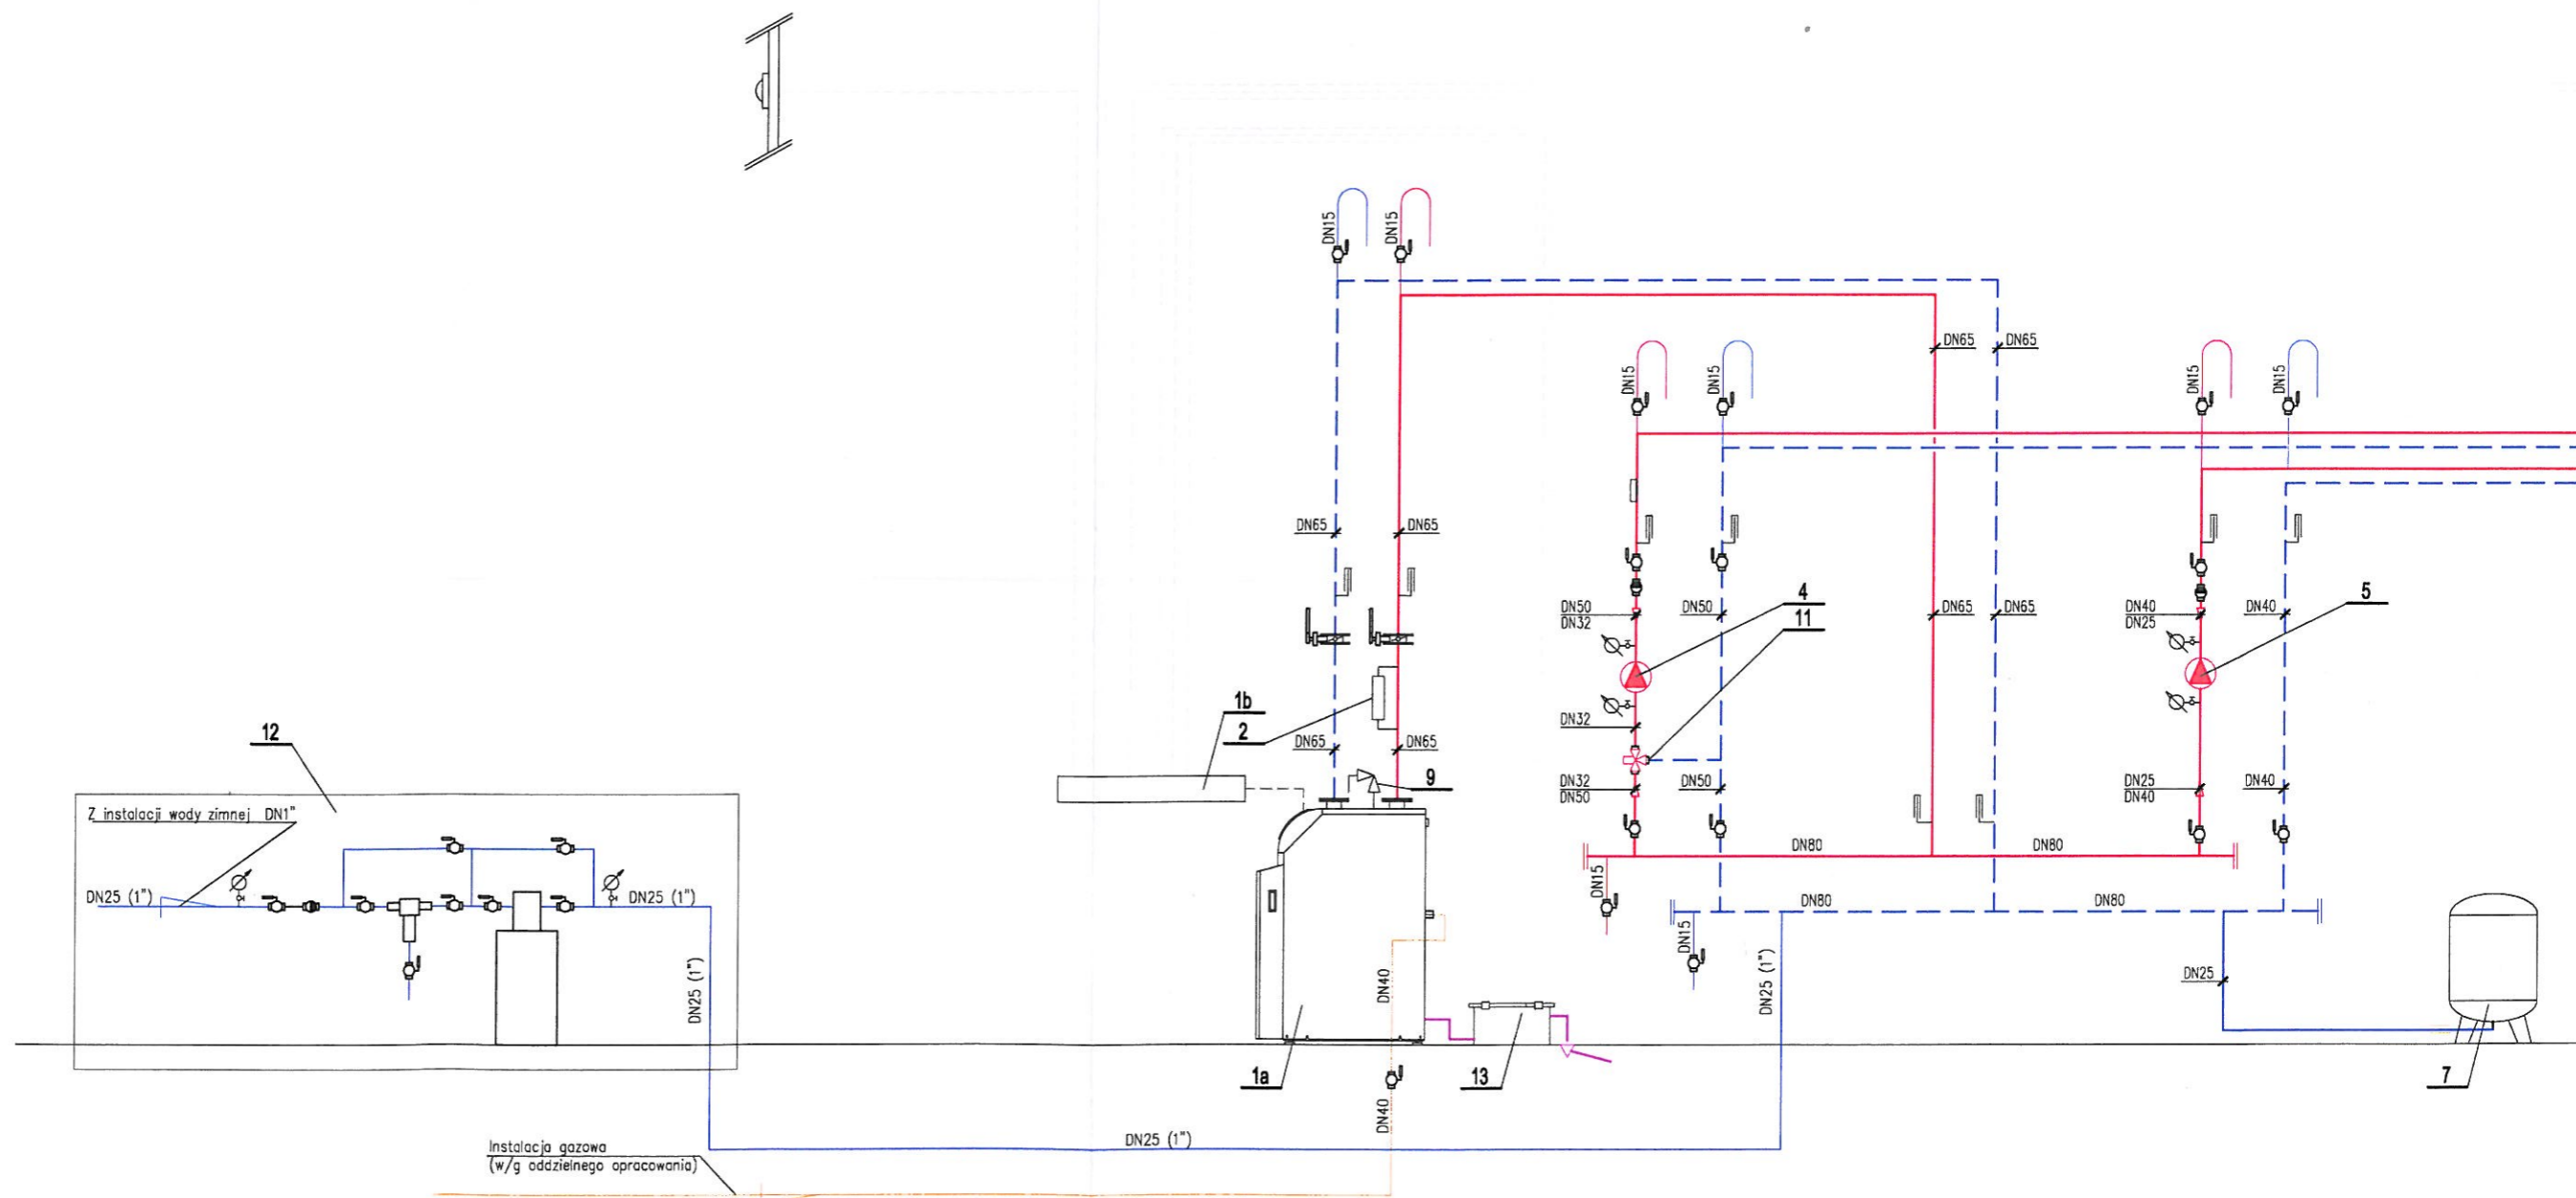 DN15
DN15
DN65
DN65
DN15
DN15
DN15
DN15
DN65
DN65
DN50
DN32
DN50
4
11
DN65
DN65
DN40
DN25
DN40
5
1b
2
DN65
DN65
DN32
9
DN32
DN50
DN50
DN25
DN40
DN40
12
Z instalacji wody zimnej DN1"
DN25 (1")
DN25 (1")
DN25 (1")
DN80
DN80
DN15
DN80
DN80
DN15
DN25 (1")
DN25
DN40
1a
13
7
DN40
DN25 (1")
Instalacja gazowa
(w/g oddzielnego opracowania)